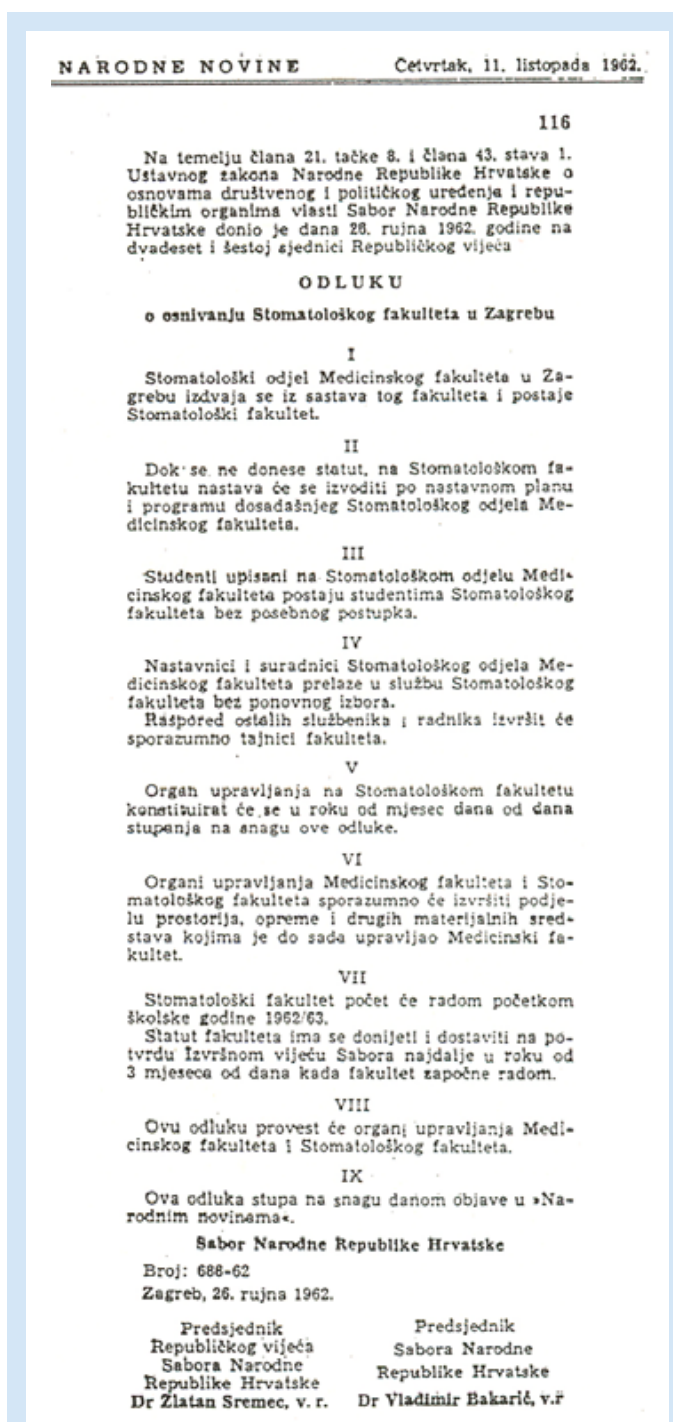 NARODNE NOVINE Četvrtak, 11. listopada 1962.
116
Na temelju člana 21. tačke 8. i člana 43. stava 1.
Ustavnog zakona Narodne Republike Hrvatske o
osnovama društvenog i političkog uređenja i repu-
bličkim organima vlasti Sabor Narodne Republike
Hrvatske donio je dana 26. rujna 1962. godine na
dvadeset i šestoj sjednici Republičkog vijeća
ODLUKU
o osnivanju Stomatološkog fakulteta u Zagrebu
I
Stomatološki odjel Medicinskog fakulteta u Za-
grebu izdvaja se iz sastava tog fakulteta i postaje
Stomatološki fakultet.
II
Dok se ne donese statut, na Stomatološkom fa-
kultetu nastava će se izvoditi po nastavnom planu
i programu dosadašnjeg Stomatološkog odjela Me-
dicinskog fakulteta.
III
Studenti upisani na Stomatološkom odjelu Medi-
cinskog fakulteta postaju studentima Stomatološkog
fakulteta bez posebnog postupka.
IV
Nastavnici i suradnici Stomatološkog odjela Me-
dicinskog fakulteta prelaze u službu Stomatološkog
fakulteta bez ponovnog izbora.
Raspored ostalih službenika i radnika izvršit će
sporazumno tajnici fakulteta.
V
Organ upravljanja na Stomatološkom fakultetu
konstituirat će se u roku od mjesec dana od dana
stupanja na snagu ove odluke.
VI
Organi upravljanja Medicinskog fakulteta i Sto-
matološkog fakulteta sporazumno će izvršiti podje-
lu prostorija, opreme i drugih materijalnih sred-
stava kojima je do sada upravljao Medicinski fa-
kultet.
VII
Stomatološki fakultet počet će radom početkom
školske godine 1962/63.
Statut fakulteta ima se donijeti i dostaviti na po-
tvrdu Izvršnom vijeću Sabora najdalje u roku od
3 mjeseca od dana kada fakultet započne radom.
VIII
Ovu odluku provest će organi upravljanja Medi-
cinskog fakulteta i Stomatološkog fakulteta.
IX
Ova odluka stupa na snagu danom objave u »Na-
rodnim novinama«.
Sabor Narodne Republike Hrvatske
Broj: 688-62
Zagreb, 26. rujna 1962.
Predsjednik
Republičkog vijeća
Sabora Narodne
Republike Hrvatske
Dr Zlatan Sremec, v. r.
Predsjednik
Sabora Narodne
Republike Hrvatske
Dr Vladimir Bakarić, v.r